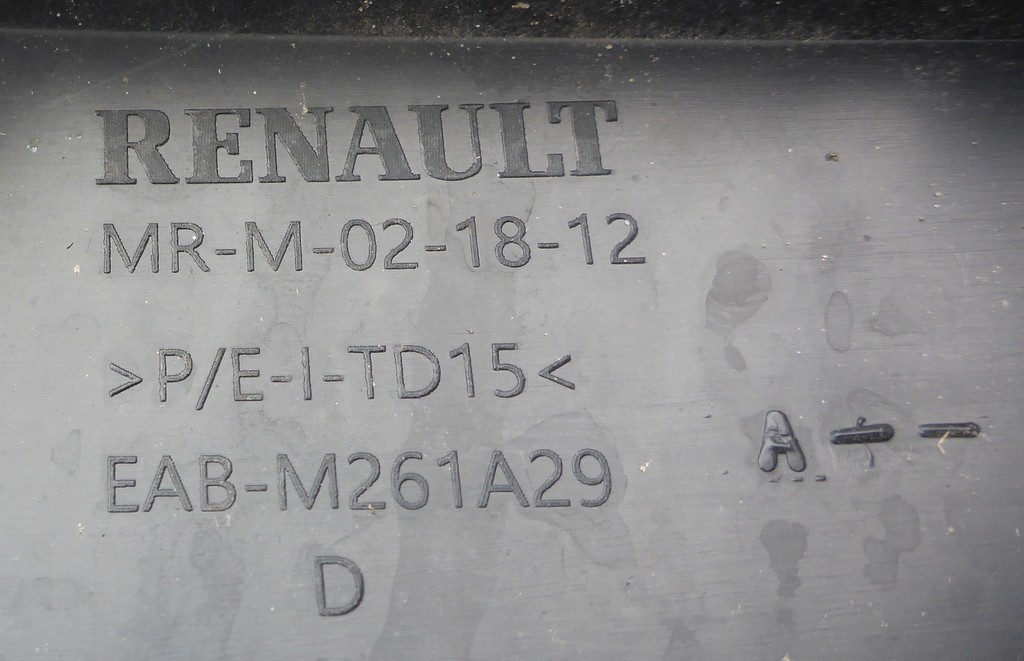 RENAULT
MR-M-02-18-12
>P/E-I-TD15<
A - -
EAB-M261A29
D